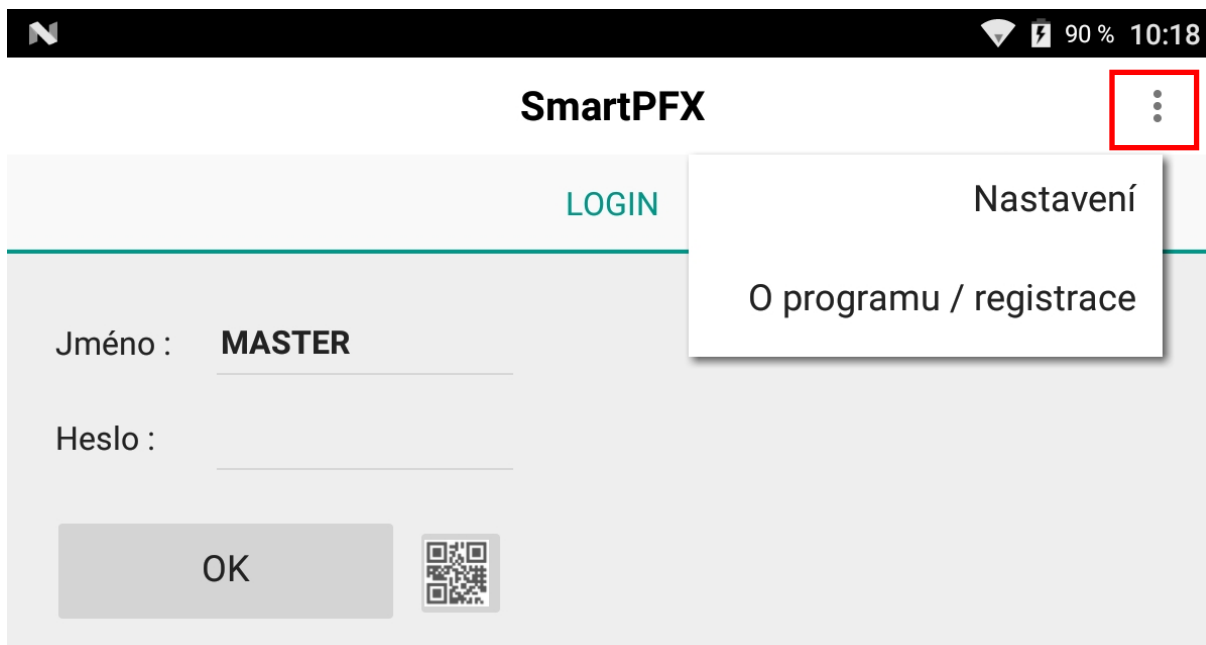 90 % 10:18
SmartPFX
LOGIN
Nastavení
O programu / registrace
Jméno : MASTER
Heslo :
OK